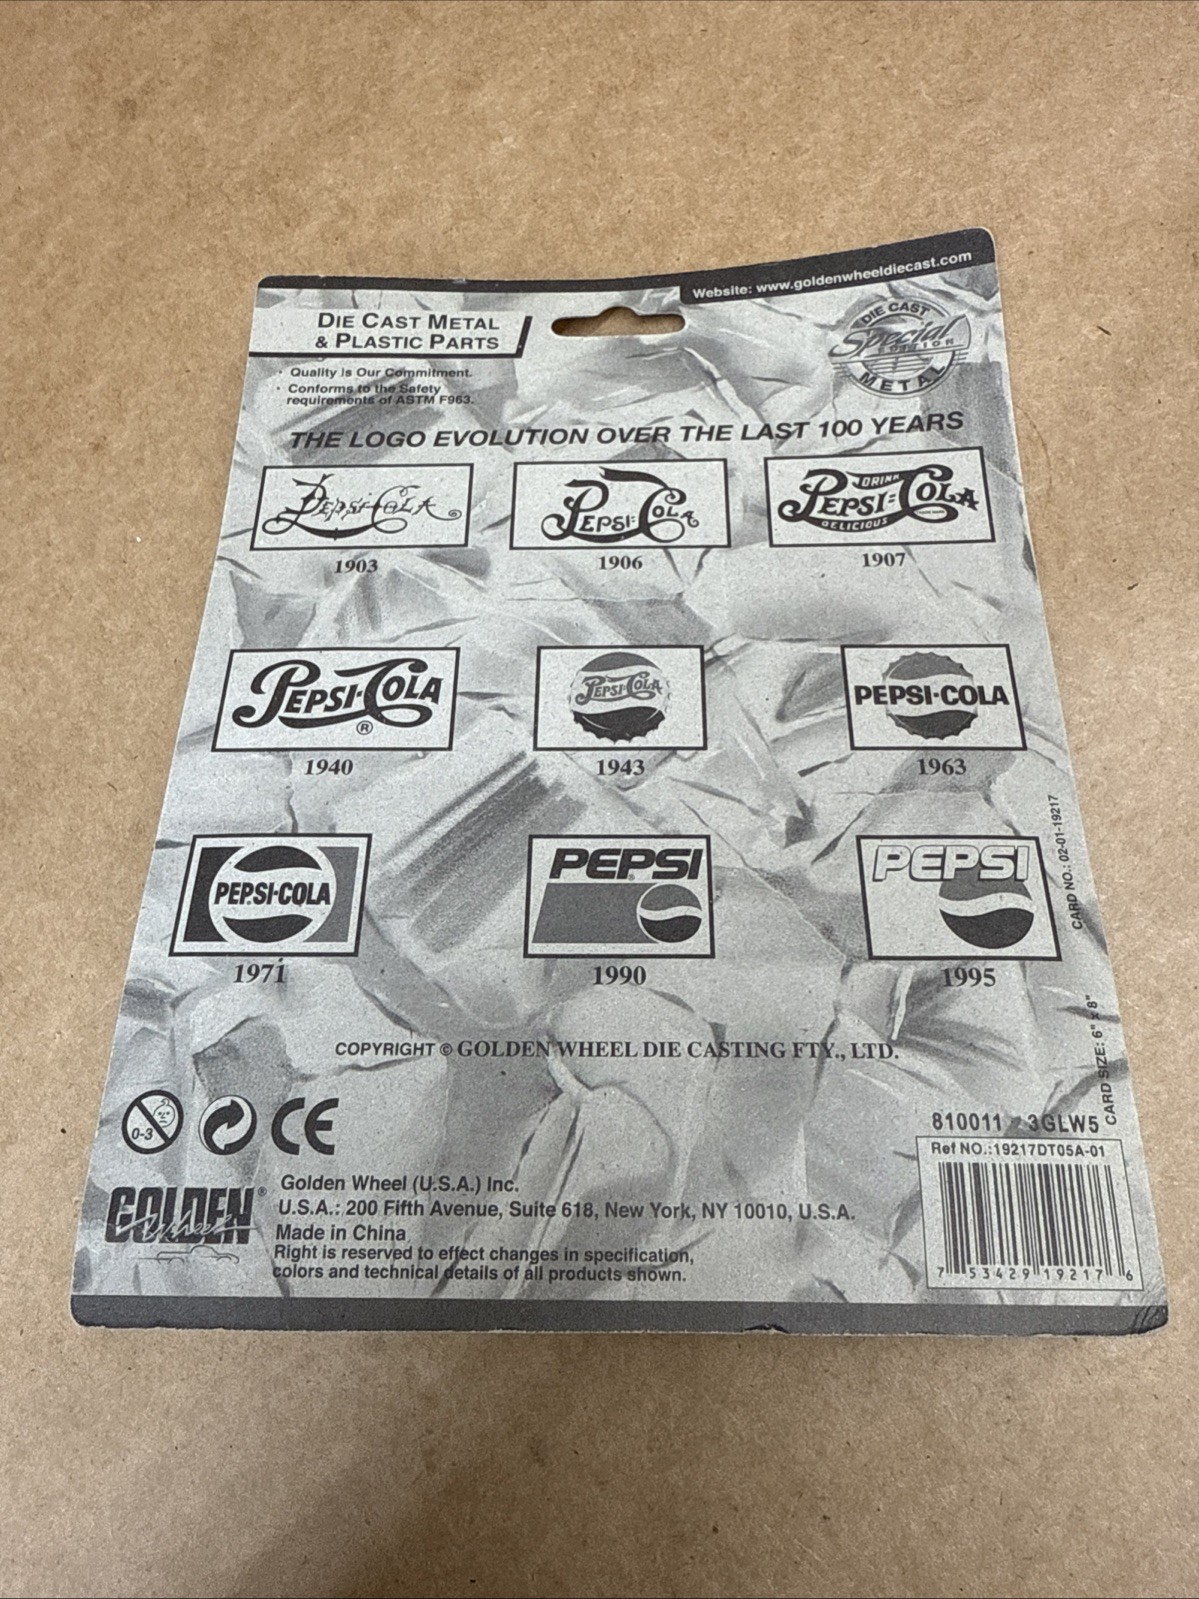 Website: www.goldenwheeldiecast.com
DIE CAST METAL
& PLASTIC PARTS
DIE CAST
Special
EDITION
METAL
· Quality Is Our Commitment.
· Conforms to the Safety
requirements of ASTM F963.
THE LOGO EVOLUTION OVER THE LAST 100 YEARS
PEPSI-COLA
PEPSI=COLA
DRINK
PEPSI=COLA
DELICIOUS
1903
1906
1907
PEPSI-COLA
®
PEPSI-COLA
PEPSI-COLA
1940
1943
1963
PEPSI-COLA
PEPSI
PEPSI
1971
1990
1995
CARD NO.: 02-01-19217
CARD SIZE: 6" x 8"
COPYRIGHT © GOLDEN WHEEL DIE CASTING FTY., LTD.
0-3
CE
810011 3GLW5
Ref NO.:19217DT05A-01
7 53429 19217 6
GOLDEN®
Wheel
Golden Wheel (U.S.A.) Inc.
U.S.A.: 200 Fifth Avenue, Suite 618, New York, NY 10010, U.S.A.
Made in China
Right is reserved to effect changes in specification,
colors and technical details of all products shown.